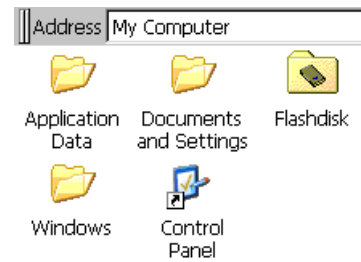 Address My Computer
Application Documents Flashdisk
Data and Settings
Windows Control
Panel